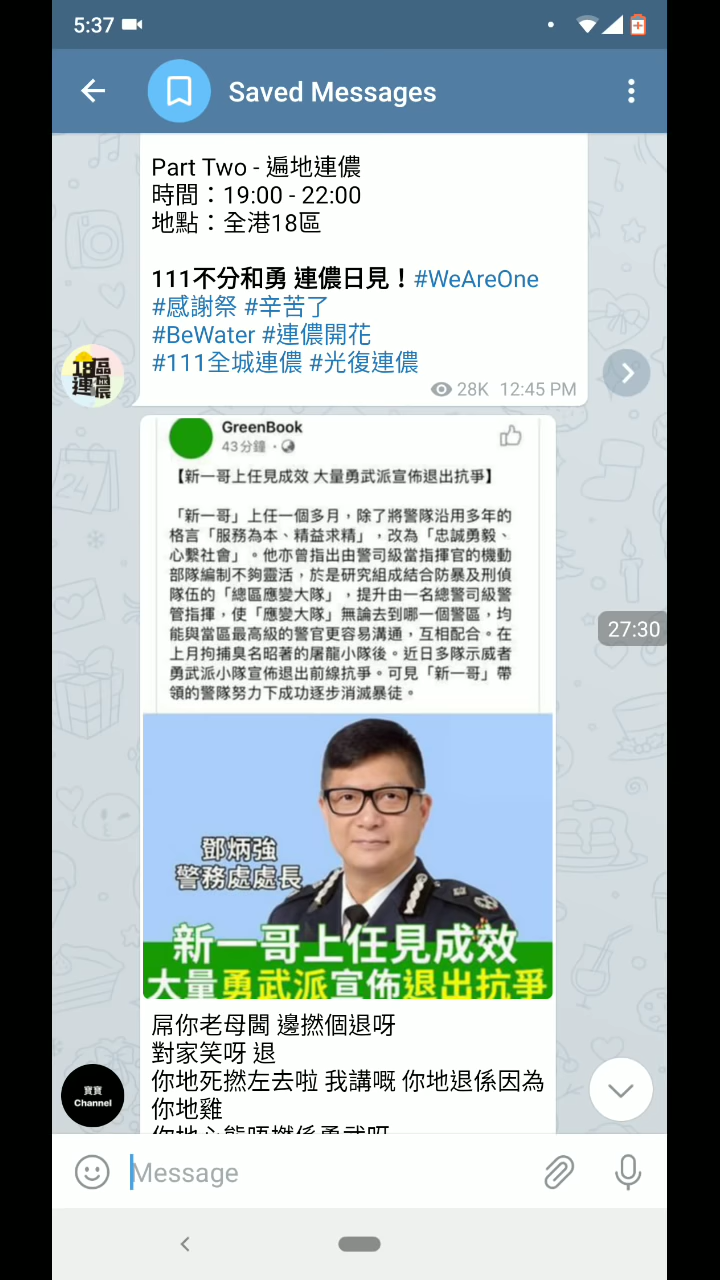 5:37
Saved Messages
Part Two - 遍地連儂
時間：19:00 - 22:00
地點：全港18區
111不分和勇 連儂日見！#WeAreOne
#感謝祭 #辛苦了
#BeWater #連儂開花
#111全城連儂 #光復連儂
28K 12:45 PM
18區
連儂
GreenBook
43分鐘 ·
【新一哥上任見成效 大量勇武派宣佈退出抗爭】
「新一哥」上任一個多月，除了將警隊沿用多年的
格言「服務為本、精益求精」，改為「忠誠勇毅、
心繫社會」。他亦曾指出由警司級當指揮官的機動
部隊編制不夠靈活，於是研究組成結合防暴及刑偵
隊伍的「總區應變大隊」，提升由一名總警司級警
管指揮，使「應變大隊」無論去到哪一個警區，均
能與當區最高級的警官更容易溝通，互相配合。在
上月拘捕臭名昭著的屠龍小隊後。近日多隊示威者
勇武派小隊宣佈退出前線抗爭。可見「新一哥」帶
領的警隊努力下成功逐步消滅暴徒。
27:30
鄧炳強
警務處處長
新一哥上任見成效
大量勇武派宣佈退出抗爭
屌你老母閪 邊撚個退呀
對家笑呀 退
你地死撚左去啦 我講嘅 你地退係因為
你地雞
你地心態唔撚係勇武呀
寶寶
Channel
Message